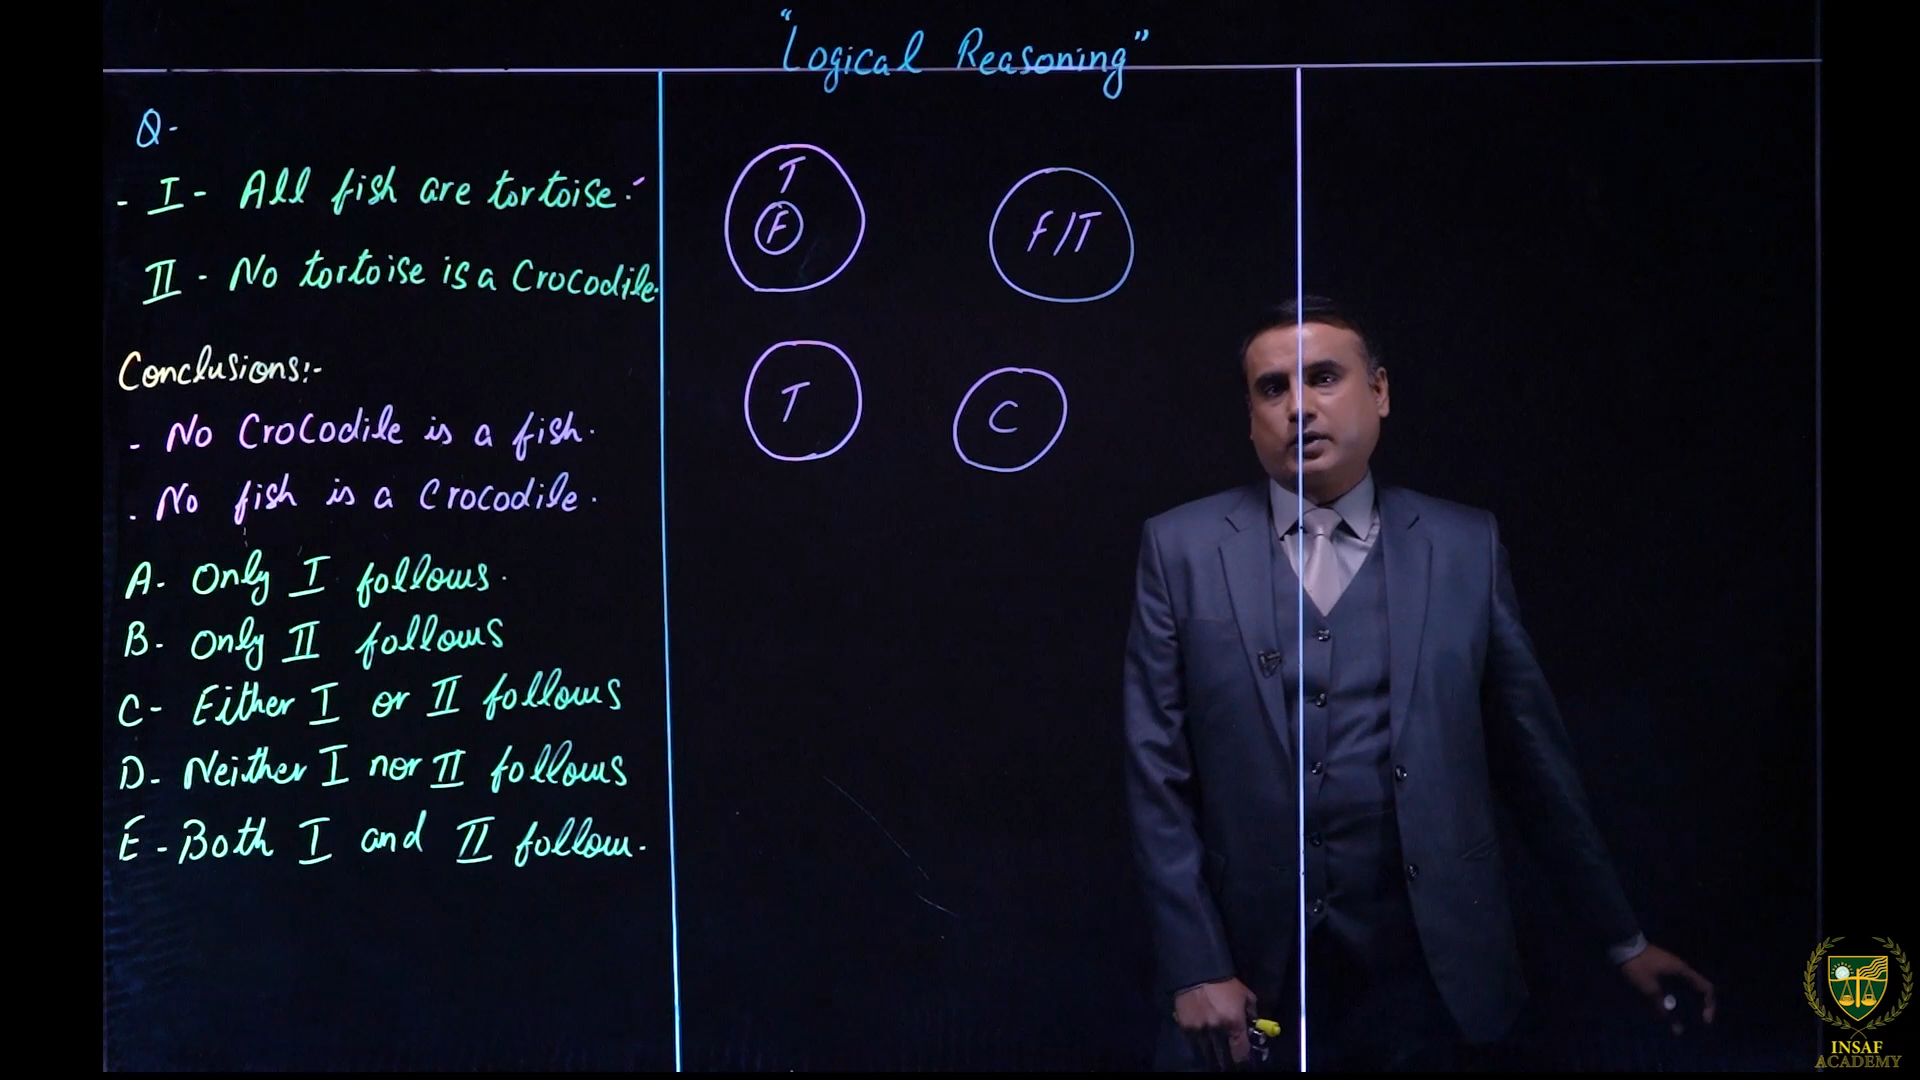 "Logical Reasoning"
Q-
- I - All fish are tortoise.
II - No tortoise is a Crocodile.
Conclusions:-
- No Crocodile is a fish.
. No fish is a Crocodile.
A- Only I follows.
B- Only II follows
C- Either I or II follows
D- Neither I nor II follows
E- Both I and II follow.
T
F
F/T
T
C
INSAF
ACADEMY